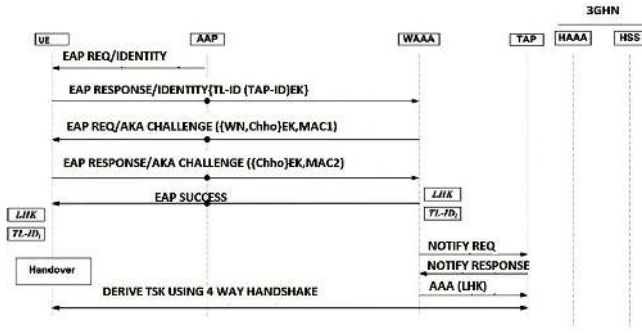 3GHN
UE AAP WAAA TAP HAAA HSS
EAP REQ/IDENTITY
EAP RESPONSE/IDENTITY{TL-ID (TAP-ID)EK}
EAP REQ/AKA CHALLENGE ({WN,Chho}EK,MAC1)
EAP RESPONSE/AKA CHALLENGE ({Chho}EK,MAC2)
EAP SUCCESS
LHK LHK
TL-ID₁ TL-ID₁
NOTIFY REQ
Handover NOTIFY RESPONSE
DERIVE TSK USING 4 WAY HANDSHAKE AAA (LHK)